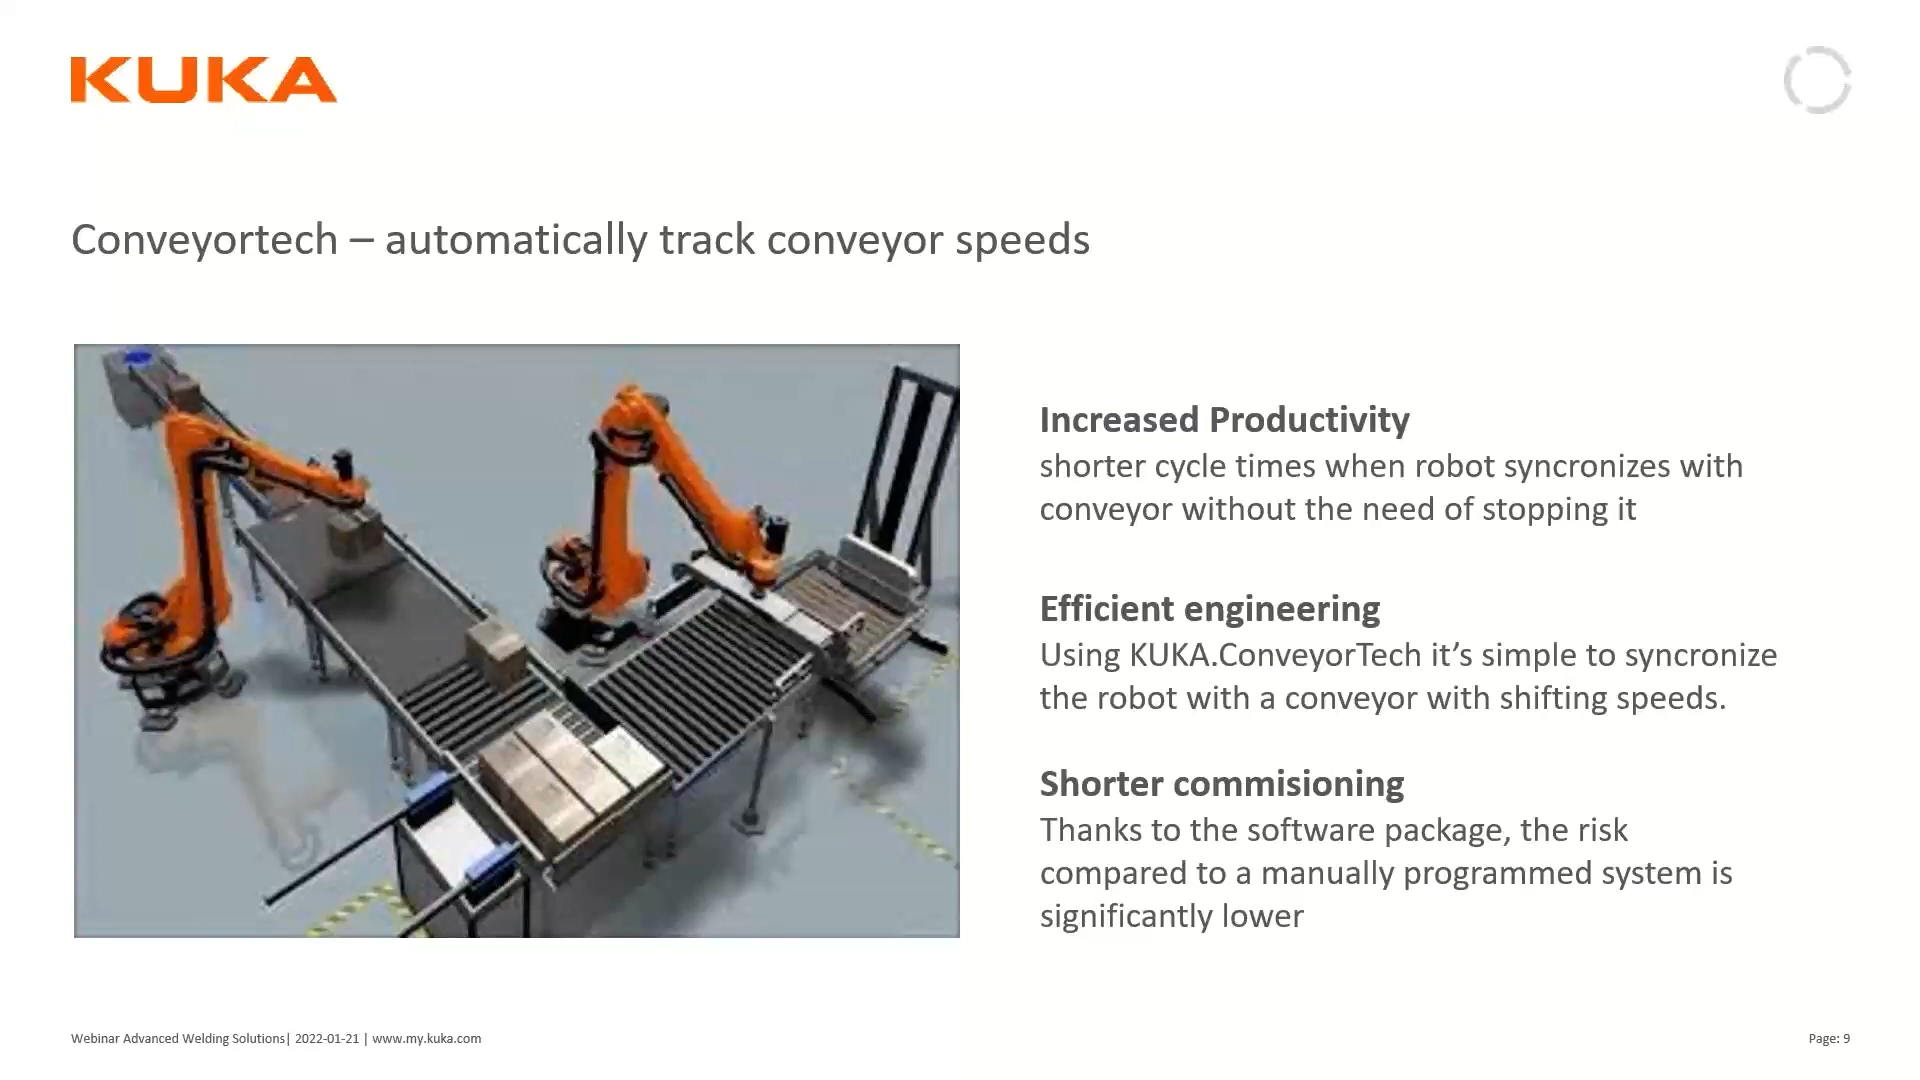 KUKA
Conveyortech – automatically track conveyor speeds
Increased Productivity
shorter cycle times when robot syncronizes with
conveyor without the need of stopping it
Efficient engineering
Using KUKA.ConveyorTech it’s simple to syncronize
the robot with a conveyor with shifting speeds.
Shorter commisioning
Thanks to the software package, the risk
compared to a manually programmed system is
significantly lower
Webinar Advanced Welding Solutions| 2022-01-21 | www.my.kuka.com
Page: 9